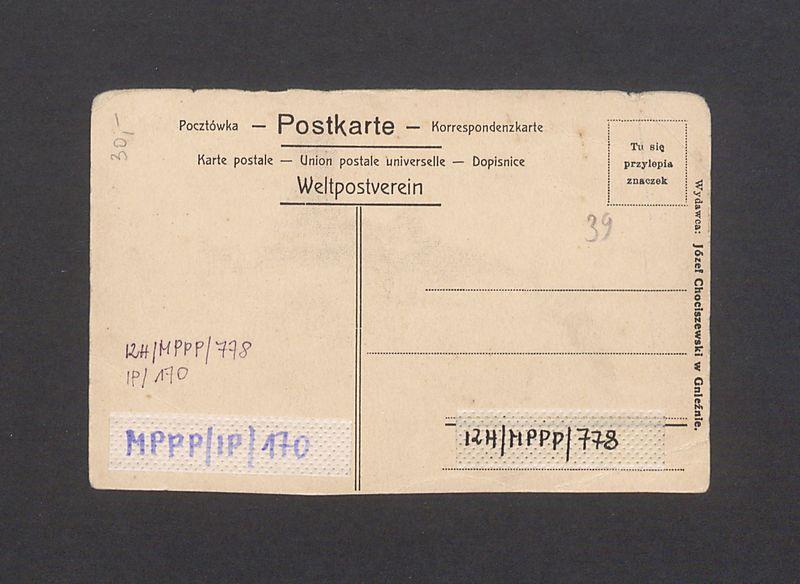 30,-
Pocztówka — Postkarte — Korrespondenzkarte
Karte postale — Union postale universelle — Dopisnice
Weltpostverein
Tu się
przylepia
znaczek
39
Wydawca: Józef Chociszewski w Gnieźnie.
12H/MPPP/778
IP/170
MPPP/IP/170
12H/MPPP/778